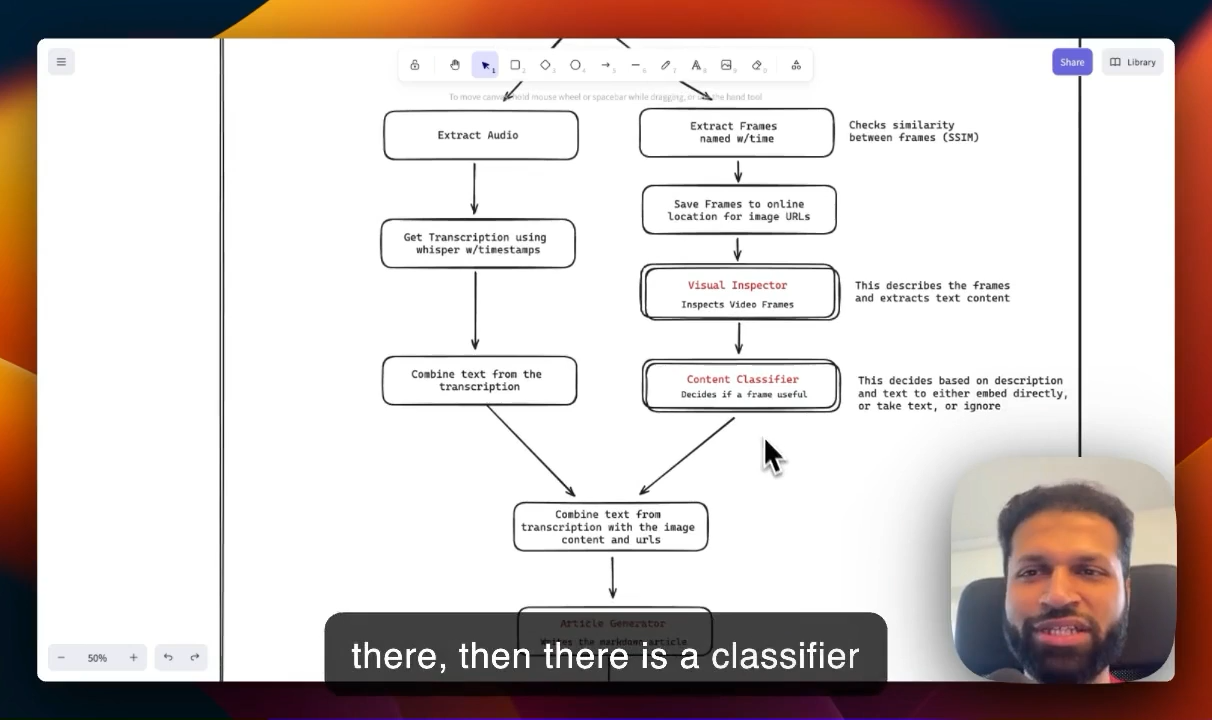 Share
Library
To move canvas, hold mouse wheel or spacebar while dragging, or use the hand tool
Extract Audio
Extract Frames
named w/time
Checks similarity
between frames (SSIM)
Save Frames to online
location for image URLs
Get Transcription using
whisper w/timestamps
Visual Inspector
Inspects Video Frames
This describes the frames
and extracts text content
Combine text from the
transcription
Content Classifier
Decides if a frame useful
This decides based on description
and text to either embed directly,
or take text, or ignore
Combine text from
transcription with the image
content and urls
Article Generator
Writes the markdown article
there, then there is a classifier
50%